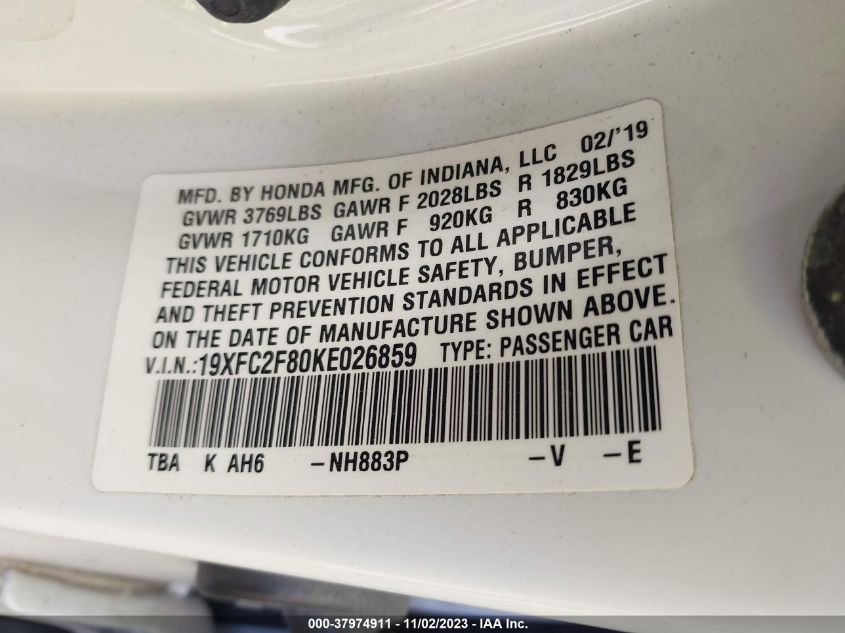 MFD. BY HONDA MFG. OF INDIANA, LLC 02/'19
GVWR 3769LBS GAWR F 2028LBS R 1829LBS
GVWR 1710KG GAWR F 920KG R 830KG
THIS VEHICLE CONFORMS TO ALL APPLICABLE
FEDERAL MOTOR VEHICLE SAFETY, BUMPER,
AND THEFT PREVENTION STANDARDS IN EFFECT
ON THE DATE OF MANUFACTURE SHOWN ABOVE.
V.I.N.:19XFC2F80KE026859 TYPE: PASSENGER CAR
TBA K AH6 -NH883P -V -E
000-37974911 - 11/02/2023 - IAA Inc.